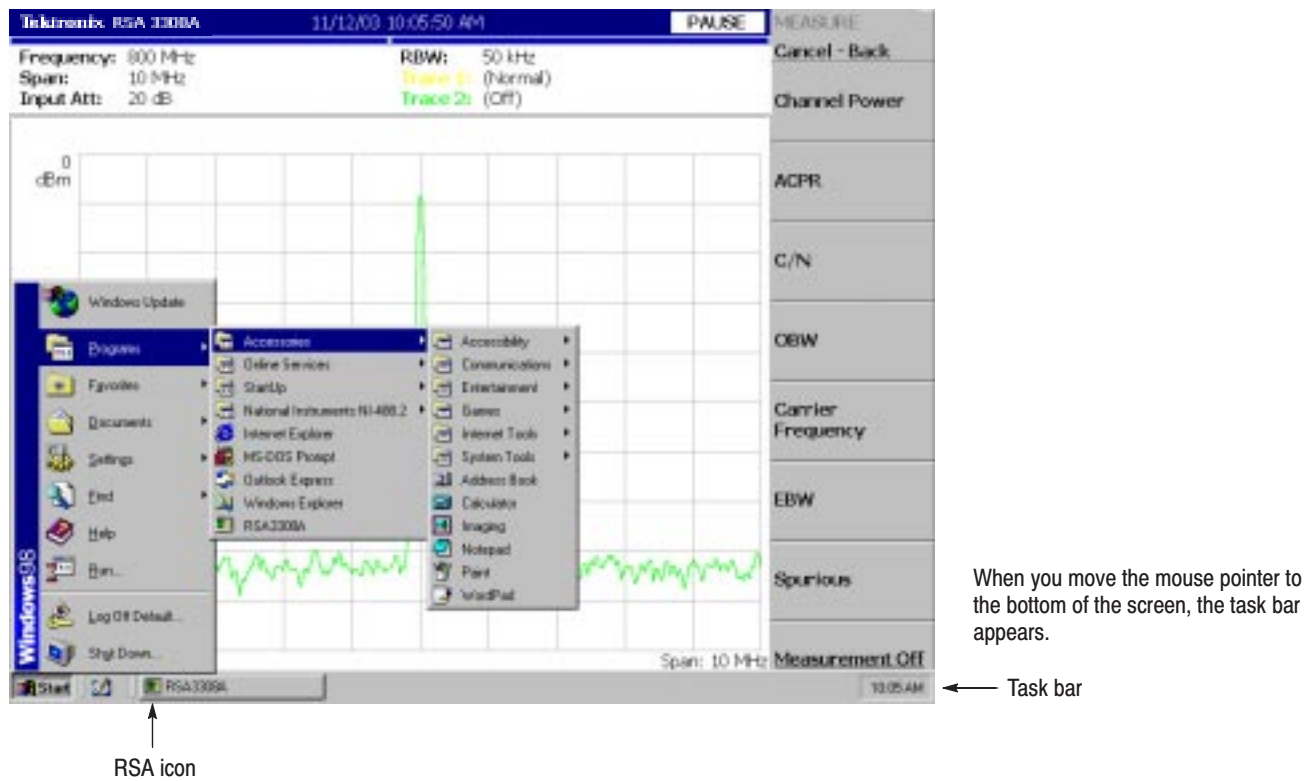 Tektronix RSA 3308A 11/12/03 10:05:50 AM PAUSE
MEASURE
Frequency: 800 MHz RBW: 50 kHz
Span: 10 MHz Trace 1: (Normal)
Input Att: 20 dB Trace 2: (Off)
Cancel - Back
Channel Power
ACPR
C/N
OBW
Carrier
Frequency
EBW
Spurious
Measurement Off
0
dBm
Windows Update
Programs
Favorites
Documents
Settings
Find
Help
Run...
Log Off Default...
Shut Down...
Windows98
Accessories
Online Services
StartUp
National Instruments NI-488.2
Internet Explorer
MS-DOS Prompt
Outlook Express
Windows Explorer
RSA3308A
Accessibility
Communications
Entertainment
Games
Internet Tools
System Tools
Address Book
Calculator
Imaging
Notepad
Paint
WordPad
Span: 10 MHz
Start RSA3308A 10:05 AM
When you move the mouse pointer to
the bottom of the screen, the task bar
appears.
Task bar
RSA icon